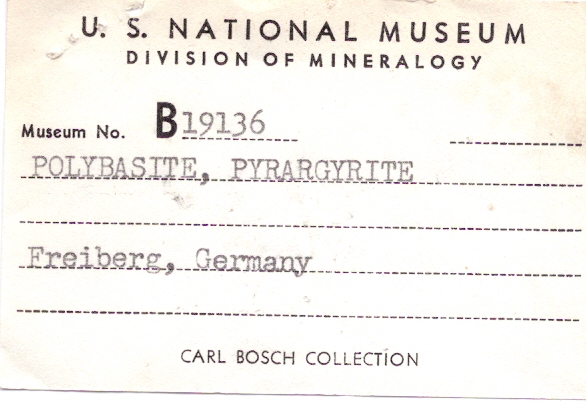 U. S. NATIONAL MUSEUM
DIVISION OF MINERALOGY
Museum No. B19136
POLYBASITE, PYRARGYRITE
Freiberg, Germany
CARL BOSCH COLLECTION